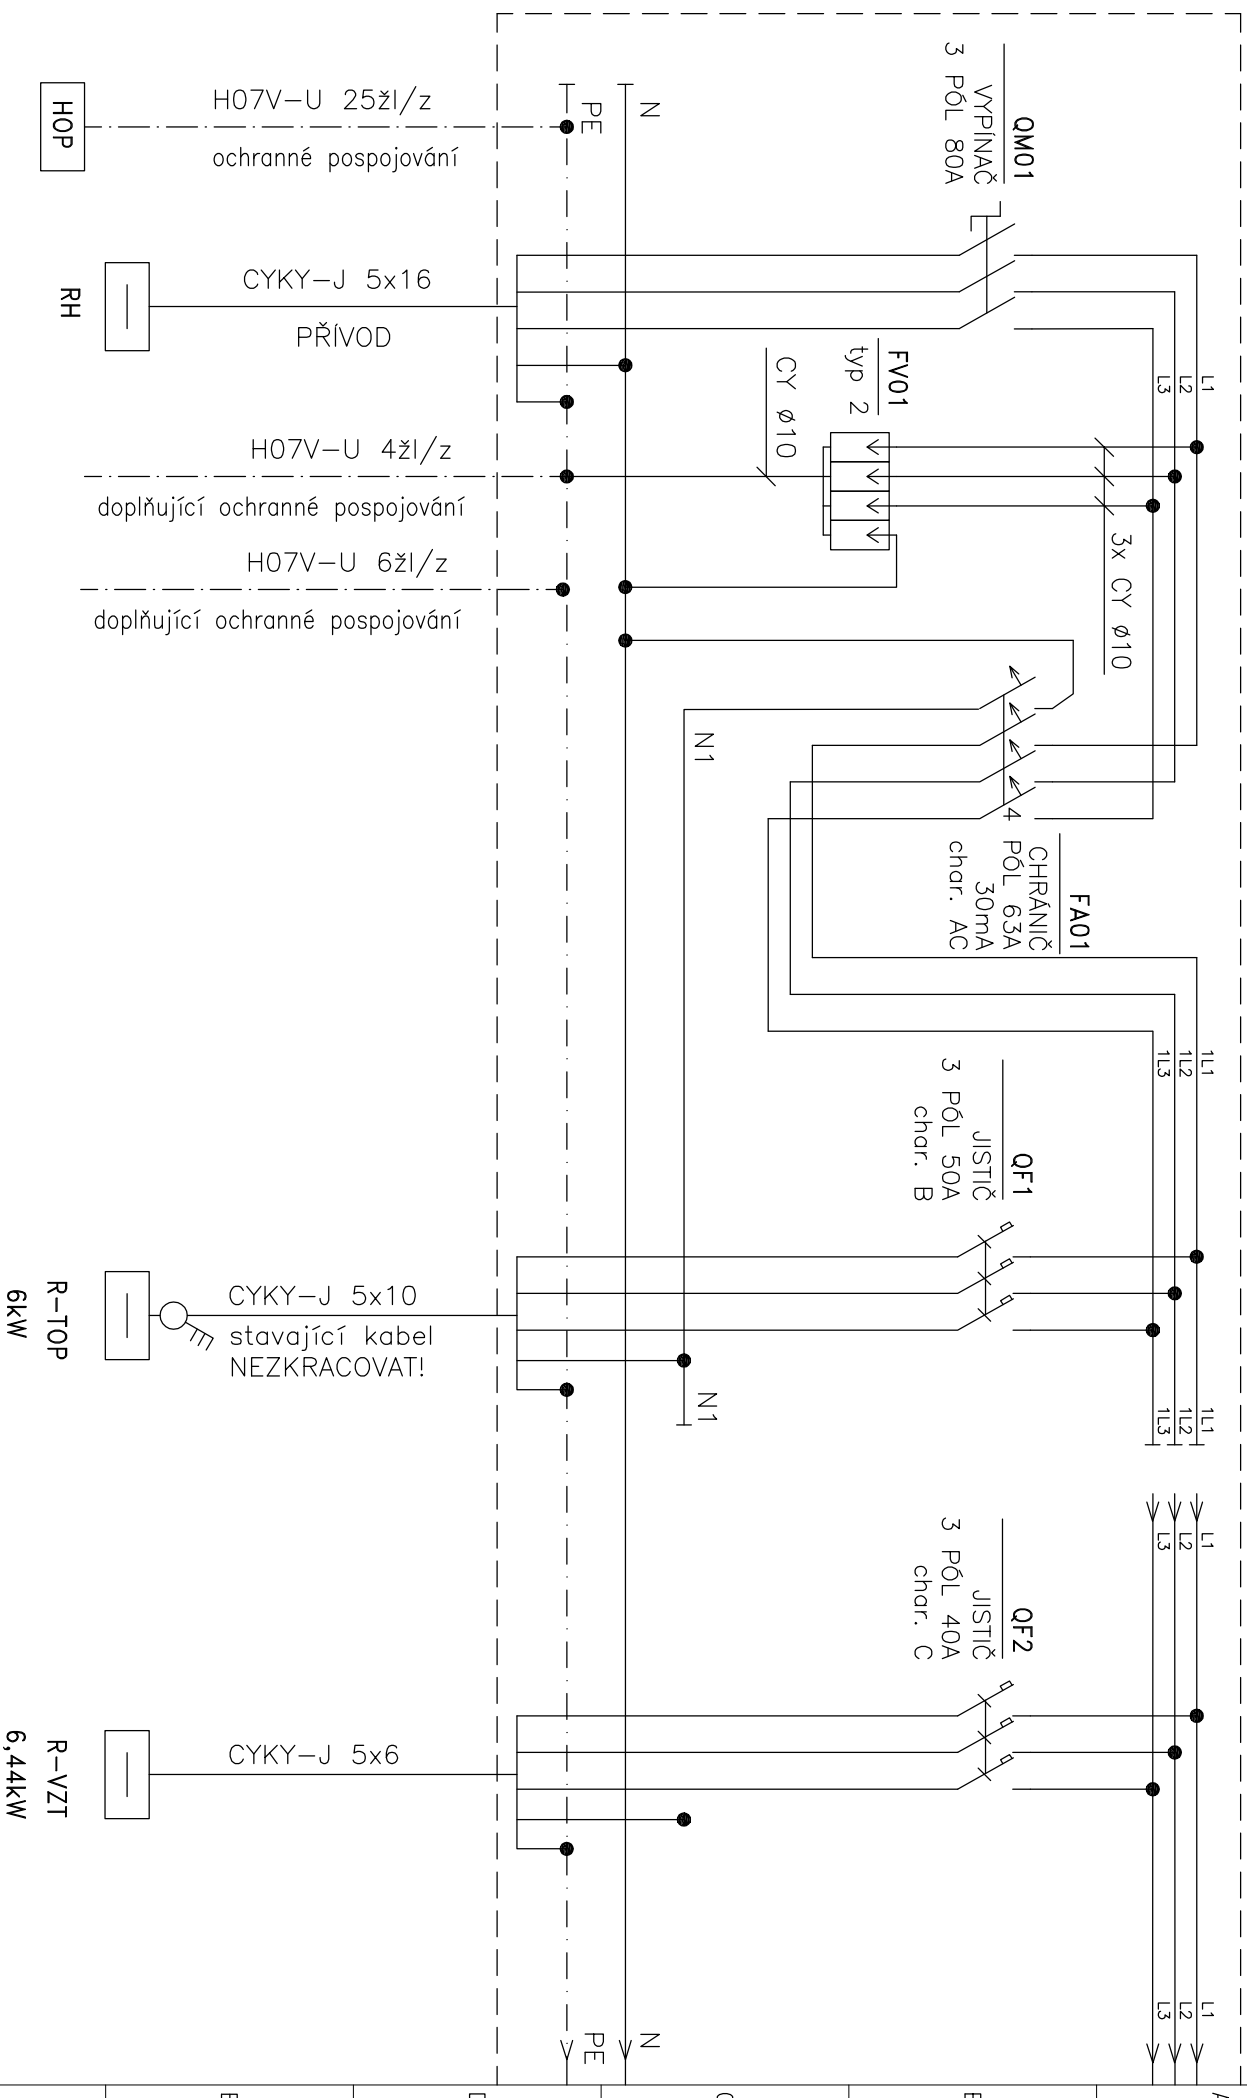 QM01
VYPÍNAČ
3 PÓL 80A
L1
L2
L3
FV01
typ 2
CY ø10
3x CY ø10
FA01
CHRÁNIČ
4 PÓL 63A
30mA
char. AC
1L1
1L2
1L3
QF1
JISTIČ
3 PÓL 50A
char. B
1L1
1L2
1L3
L1
L2
L3
QF2
JISTIČ
3 PÓL 40A
char. C
L1
L2
L3
N1
N1
N
PE
N
PE
H07V-U 25žl/z
ochranné pospojování
HOP
CYKY-J 5x16
PŘÍVOD
RH
H07V-U 4žl/z
doplňující ochranné pospojování
H07V-U 6žl/z
doplňující ochranné pospojování
CYKY-J 5x10
stavající kabel
NEZKRACOVAT!
R-TOP
6kW
CYKY-J 5x6
R-VZT
6,44kW